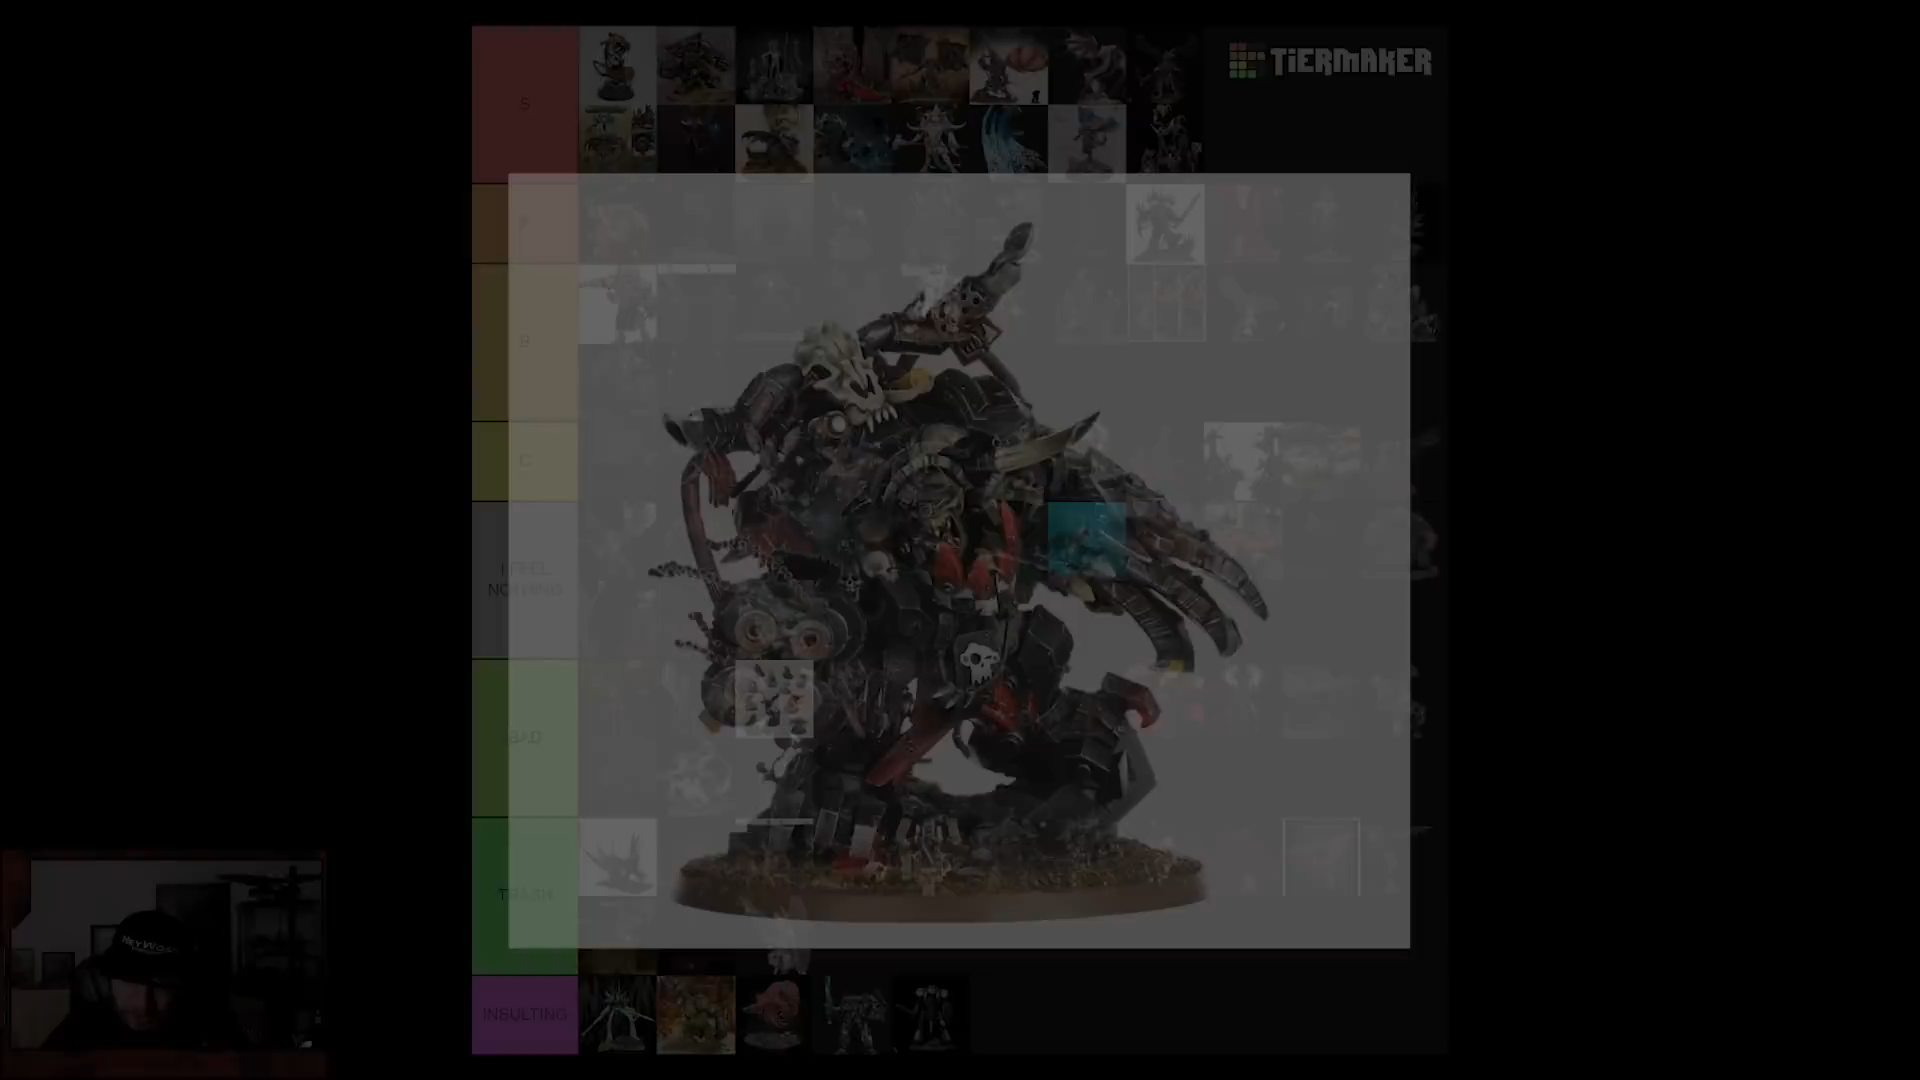 TiERMAKER
S
B
C
I FEEL
NOTHING
BAD
TRASH
INSULTING